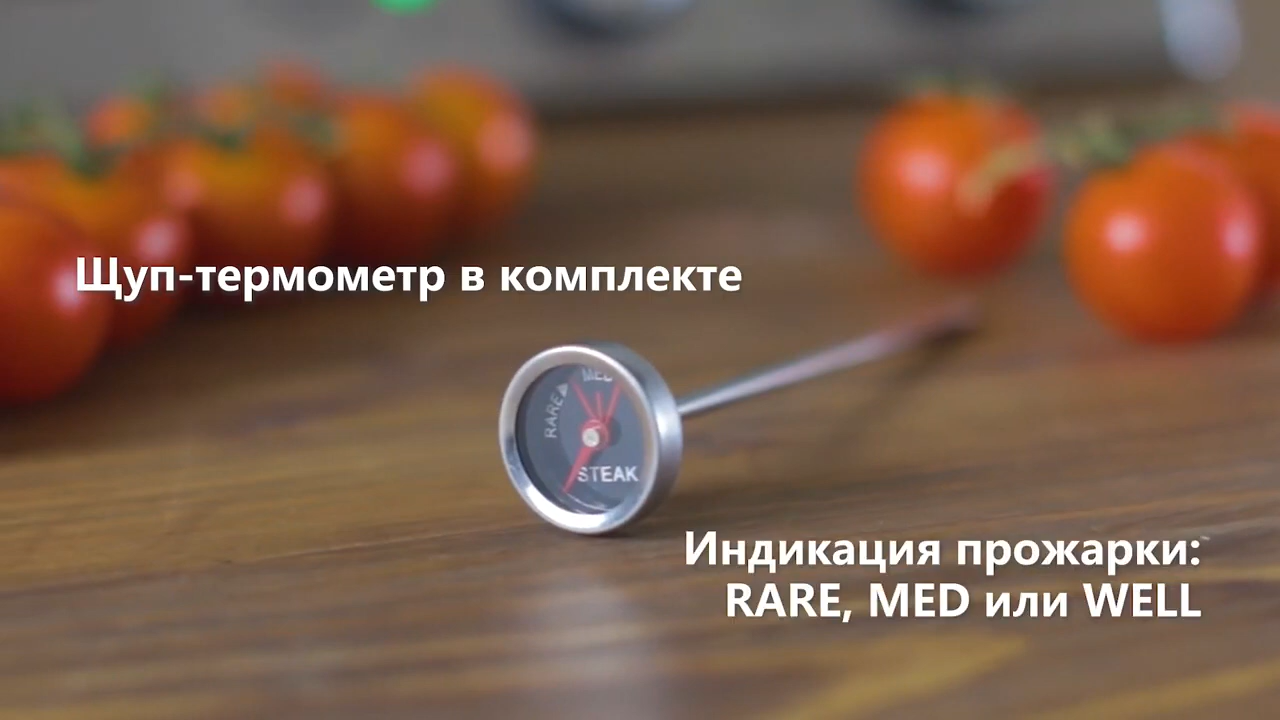 Щуп-термометр в комплекте
MED
RARE
STEAK
Индикация прожарки:
RARE, MED или WELL